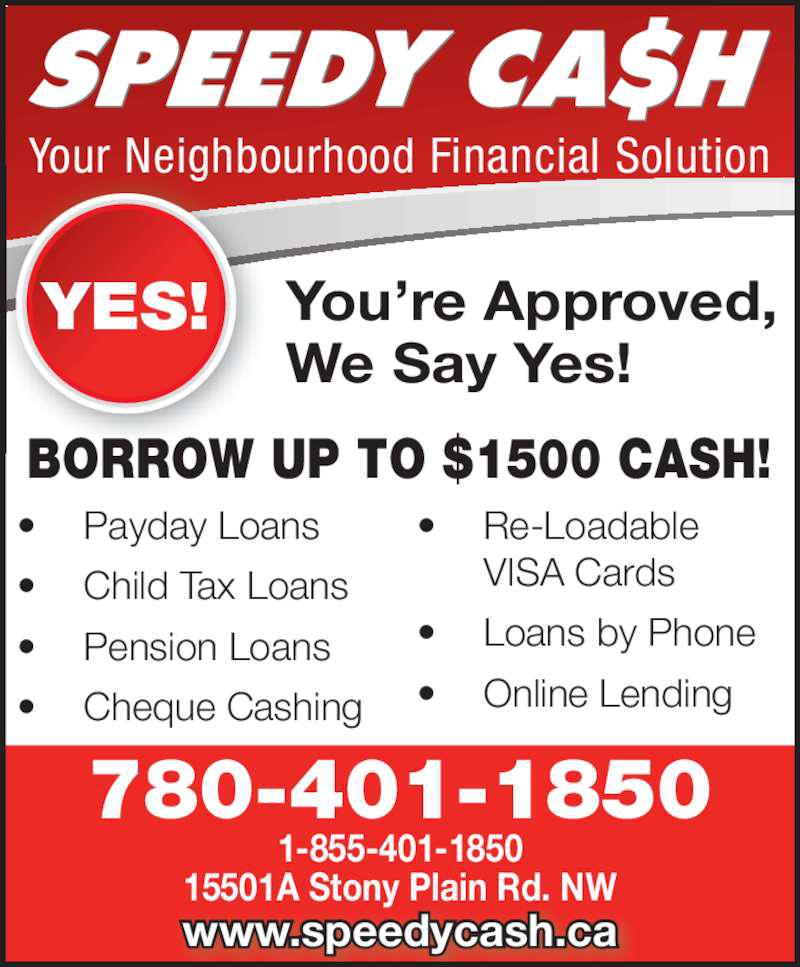 SPEEDY CA$H
Your Neighbourhood Financial Solution
YES!
You’re Approved,
We Say Yes!
BORROW UP TO $1500 CASH!
• Payday Loans
• Child Tax Loans
• Pension Loans
• Cheque Cashing
• Re-Loadable
VISA Cards
• Loans by Phone
• Online Lending
780-401-1850
1-855-401-1850
15501A Stony Plain Rd. NW
www.speedycash.ca